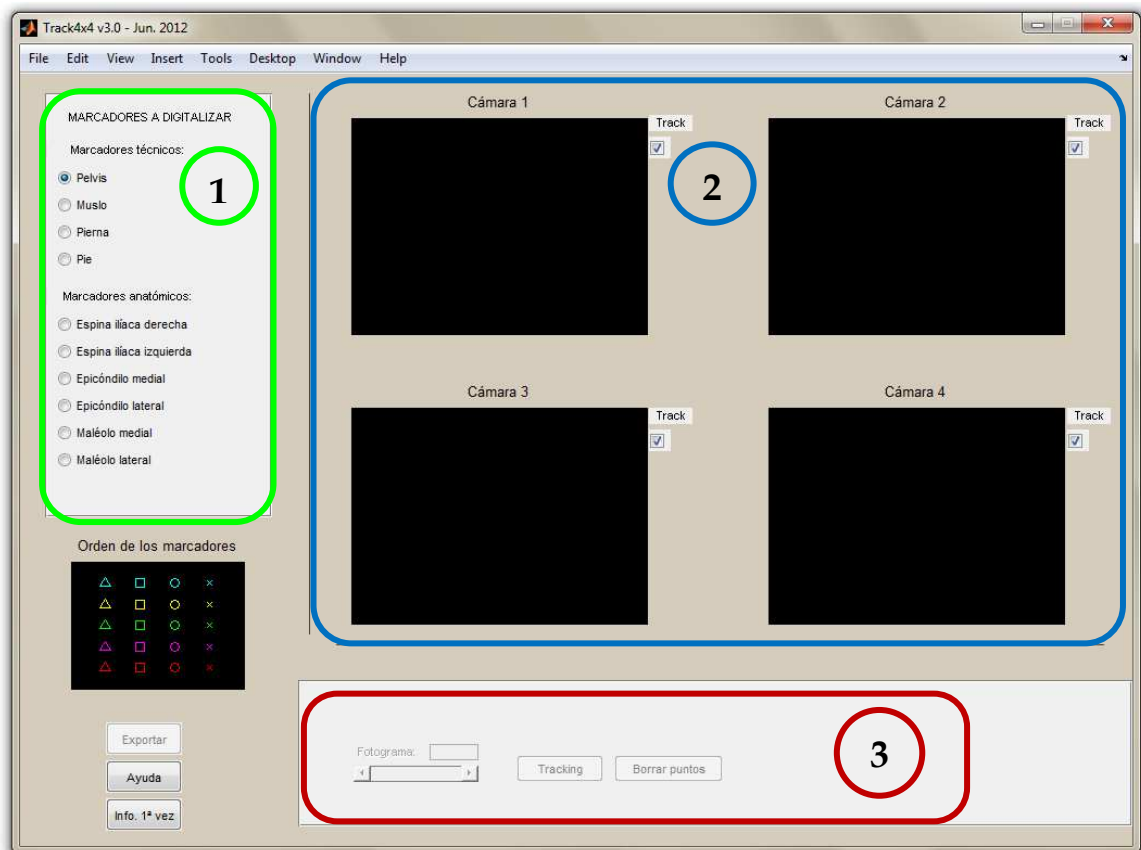 Track4x4 v3.0 - Jun. 2012
File Edit View Insert Tools Desktop Window Help
MARCADORES A DIGITALIZAR
Marcadores técnicos:
Pelvis
Muslo
Pierna
Pie
Marcadores anatómicos:
Espina ilíaca derecha
Espina ilíaca izquierda
Epicóndilo medial
Epicóndilo lateral
Maléolo medial
Maléolo lateral
1
Orden de los marcadores
Exportar
Ayuda
Info. 1ª vez
Cámara 1
Track
Cámara 2
Track
2
Cámara 3
Track
Cámara 4
Track
Fotograma:
Tracking
Borrar puntos
3